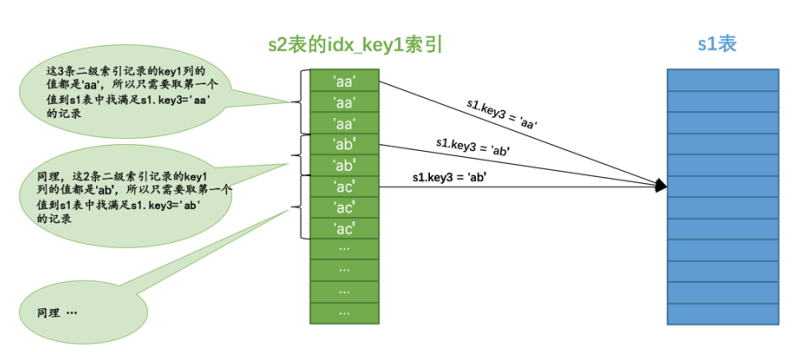 s2表的idx_key1索引
s1表
这3条二级索引记录的key1列的
值都是'aa'，所以只需要取第一个
值到s1表中找满足s1.key3='aa'
的记录
同理，这2条二级索引记录的key1
列的值都是'ab'，所以只需要取第一个
值到s1表中找满足s1.key3='ab'
的记录
同理 …
'aa'
'aa'
'aa'
'ab'
'ab'
'ac'
'ac'
'ac'
…
…
…
…
s1.key3 = 'aa'
s1.key3 = 'ab'
s1.key3 = 'ab'